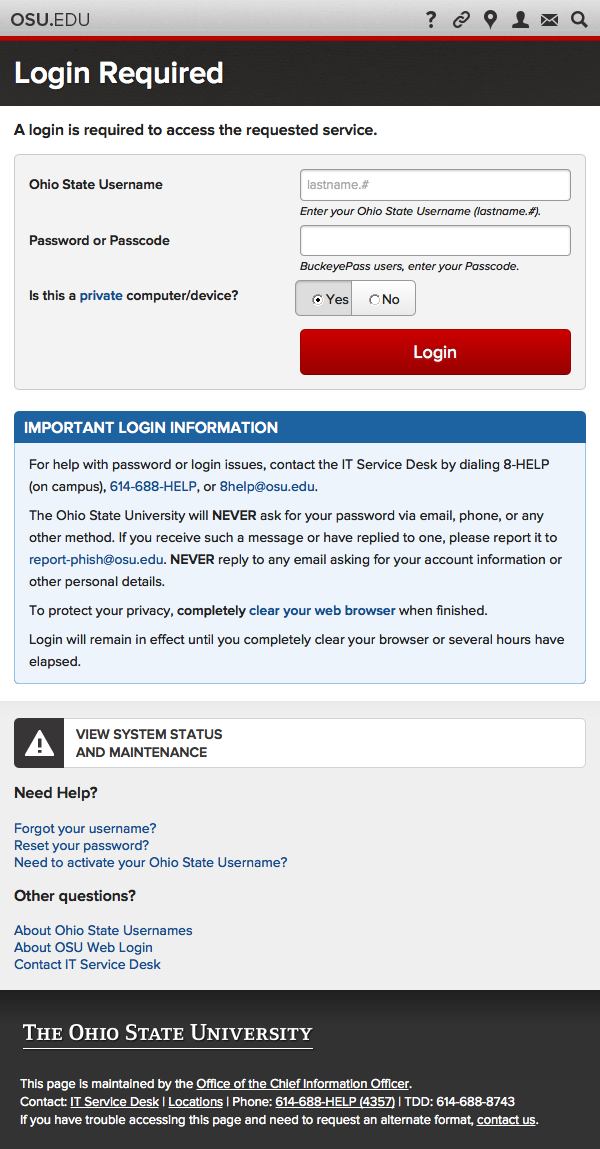 OSU.EDU
Login Required
A login is required to access the requested service.
Ohio State Username
lastname.#
Enter your Ohio State Username (lastname.#).
Password or Passcode
BuckeyePass users, enter your Passcode.
Is this a private computer/device?
Yes No
Login
IMPORTANT LOGIN INFORMATION
For help with password or login issues, contact the IT Service Desk by dialing 8-HELP
(on campus), 614-688-HELP, or 8help@osu.edu.
The Ohio State University will NEVER ask for your password via email, phone, or any
other method. If you receive such a message or have replied to one, please report it to
report-phish@osu.edu. NEVER reply to any email asking for your account information or
other personal details.
To protect your privacy, completely clear your web browser when finished.
Login will remain in effect until you completely clear your browser or several hours have
elapsed.
VIEW SYSTEM STATUS
AND MAINTENANCE
Need Help?
Forgot your username?
Reset your password?
Need to activate your Ohio State Username?
Other questions?
About Ohio State Usernames
About OSU Web Login
Contact IT Service Desk
THE OHIO STATE UNIVERSITY
This page is maintained by the Office of the Chief Information Officer.
Contact: IT Service Desk | Locations | Phone: 614-688-HELP (4357) | TDD: 614-688-8743
If you have trouble accessing this page and need to request an alternate format, contact us.